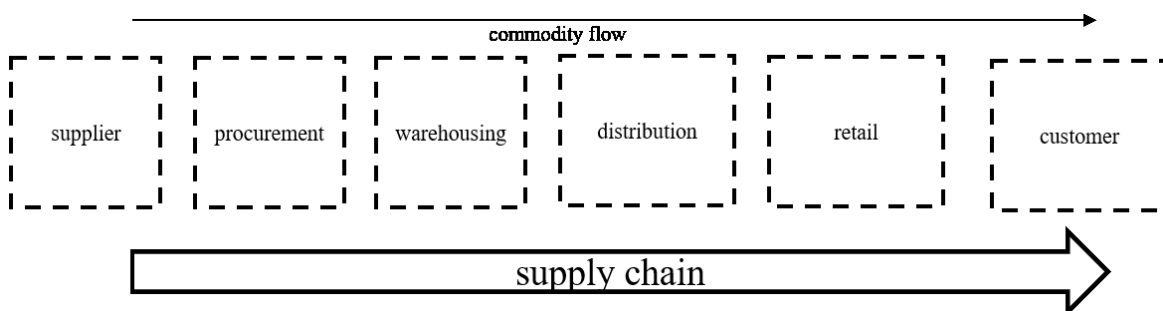 commodity flow
supplier
procurement
warehousing
distribution
retail
customer
supply chain